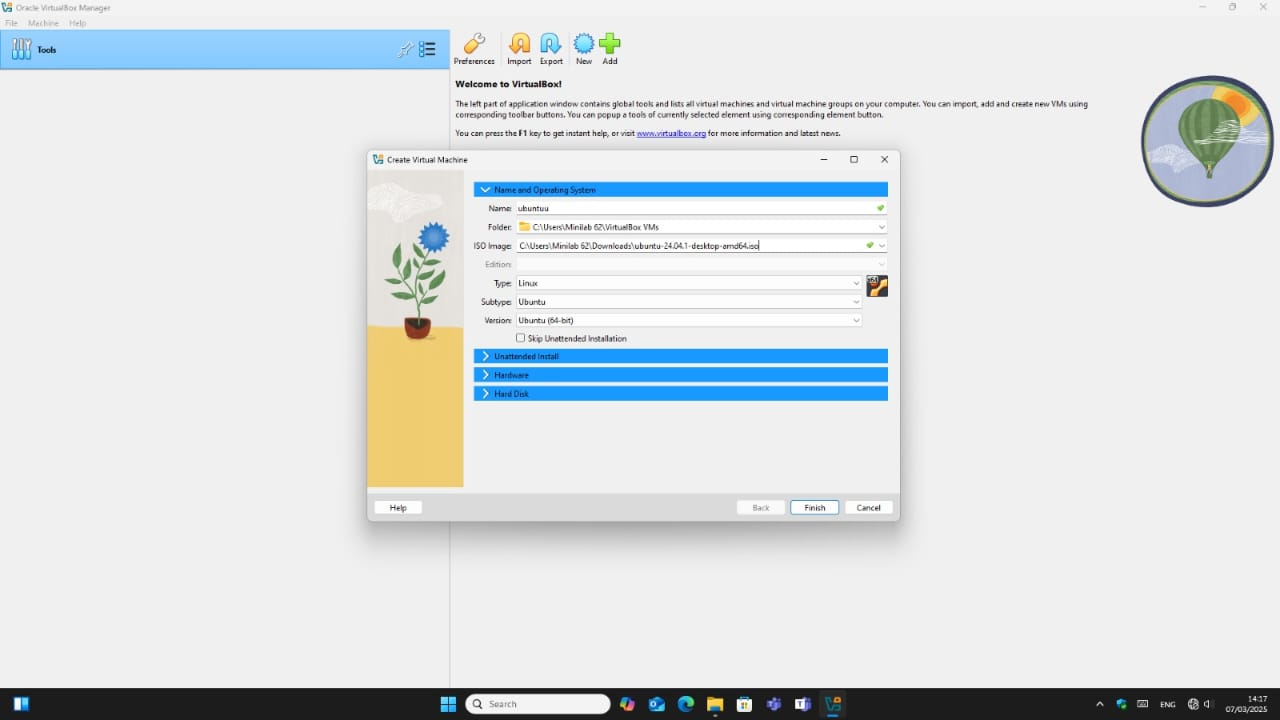 Oracle VirtualBox Manager
File Machine Help
Tools
Preferences Import Export New Add
Welcome to VirtualBox!
The left part of application window contains global tools and lists all virtual machines and virtual machine groups on your computer. You can import, add and create new VMs using
corresponding toolbar buttons. You can popup a tools of currently selected element using corresponding element button.
You can press the F1 key to get instant help, or visit www.virtualbox.org for more information and latest news.
Create Virtual Machine
Name and Operating System
Name: ubuntuu
Folder: C:\Users\Minilab 62\VirtualBox VMs
ISO Image: C:\Users\Minilab 62\Downloads\ubuntu-24.04.1-desktop-amd64.iso
Edition:
Type: Linux
Subtype: Ubuntu
Version: Ubuntu (64-bit)
Skip Unattended Installation
Unattended Install
Hardware
Hard Disk
Help Back Finish Cancel
Search
ENG
14:17
07/03/2025